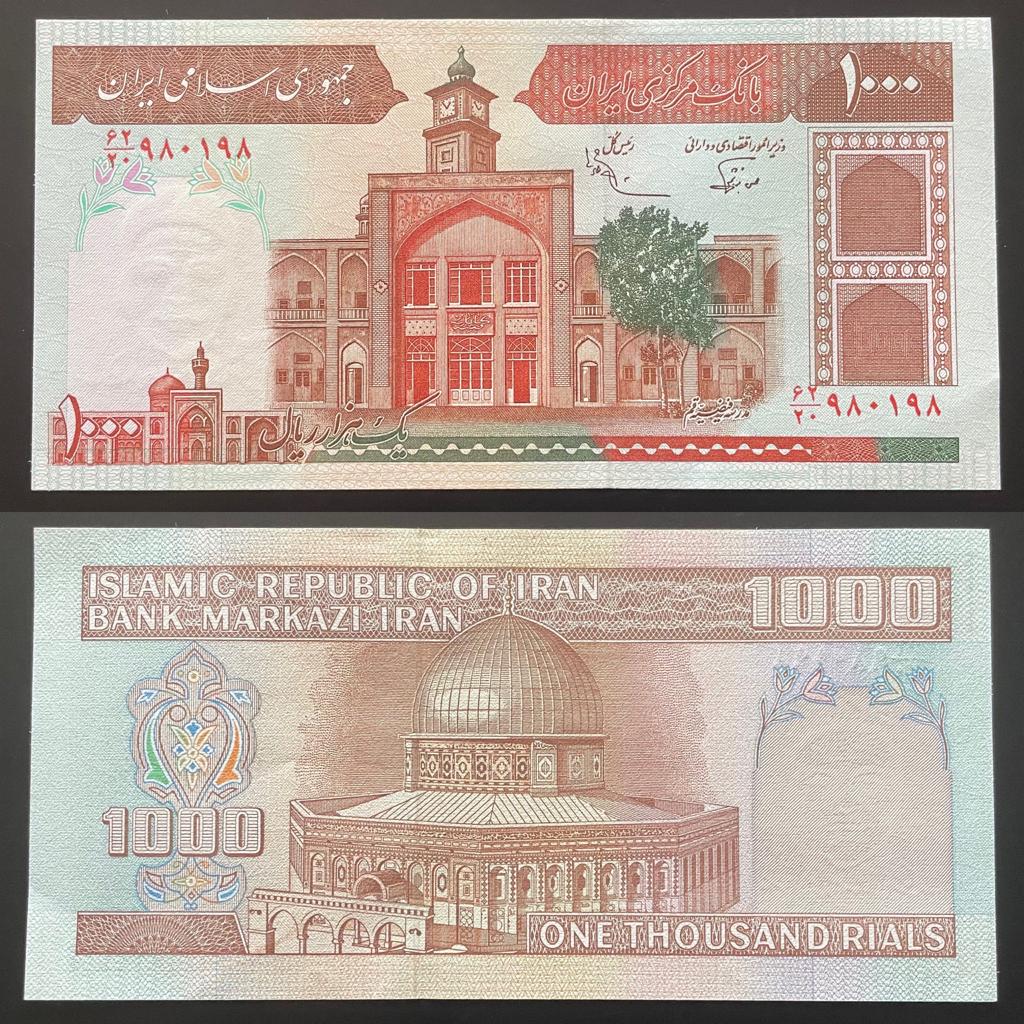 جمهوری اسلامی ایران
بانک مرکزی ایران
۱۰۰۰
۶۲/۲۰ ۹۸۰۱۹۸
رئیس کل
وزیر امور اقتصادی و دارائی
مدرسه فیضیه قم
۶۲/۲۰ ۹۸۰۱۹۸
۱۰۰۰
یک هزار ریال
ISLAMIC REPUBLIC OF IRAN
BANK MARKAZI IRAN
1000
1000
ONE THOUSAND RIALS